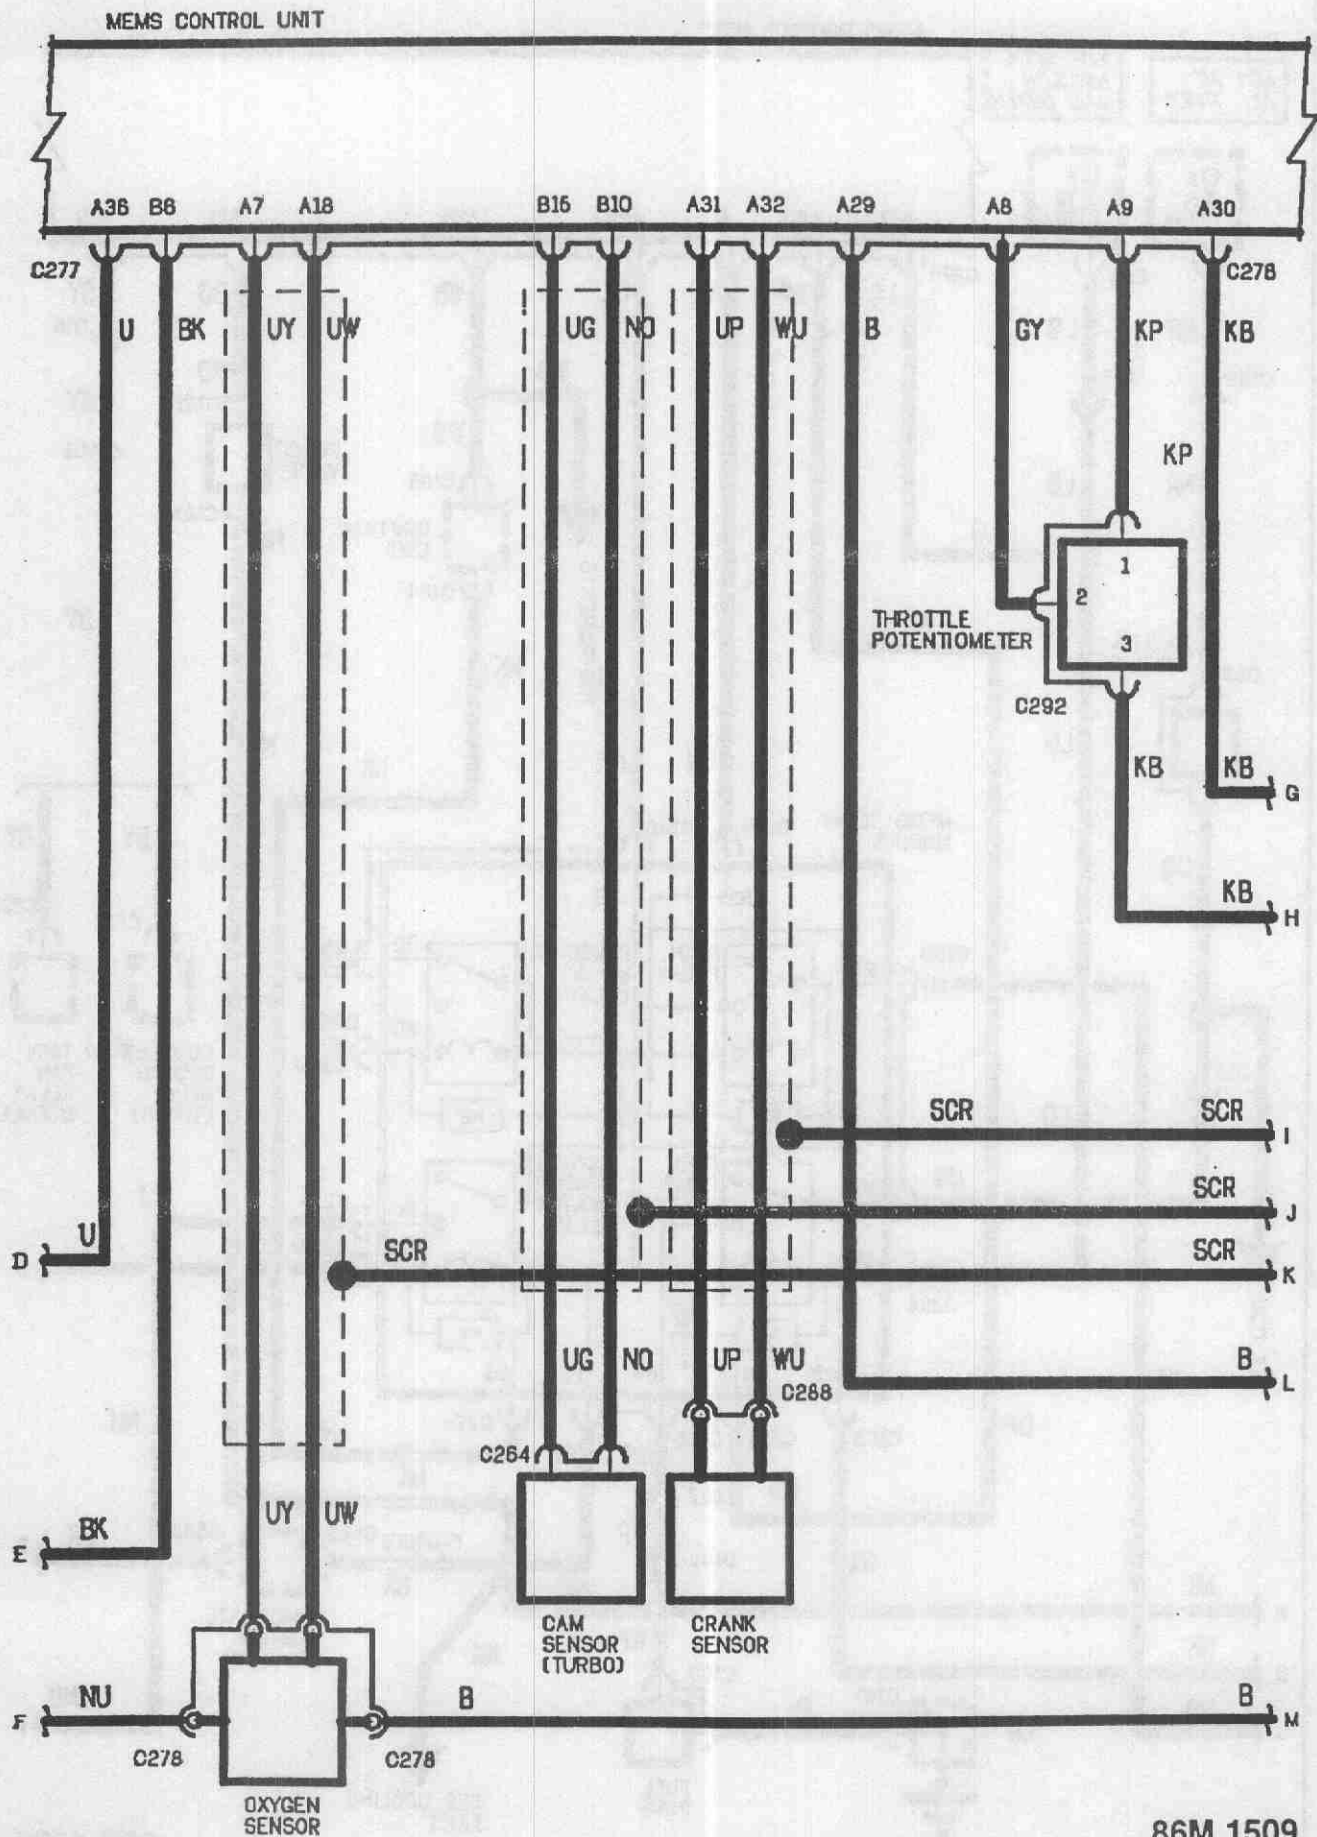 MEMS CONTROL UNIT
A36 B6 A7 A18 B15 B10 A31 A32 A29 A8 A9 A30
C277 C278
U BK UY UW UG NO UP WU B GY KP KB
KP
1
2
3
THROTTLE
POTENTIOMETER
C292
KB KB G
KB H
SCR SCR I
SCR J
U
D SCR SCR K
UG NO UP WU B
C288 L
C264
UY UW
BK
E
CAM
SENSOR
(TURBO)
CRANK
SENSOR
NU B B
F M
C278 C278
OXYGEN
SENSOR
86M 1509